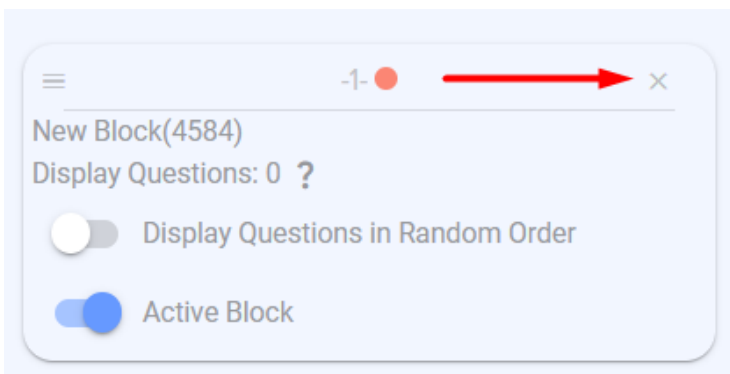 -1-
New Block(4584)
Display Questions: 0 ?
Display Questions in Random Order
Active Block